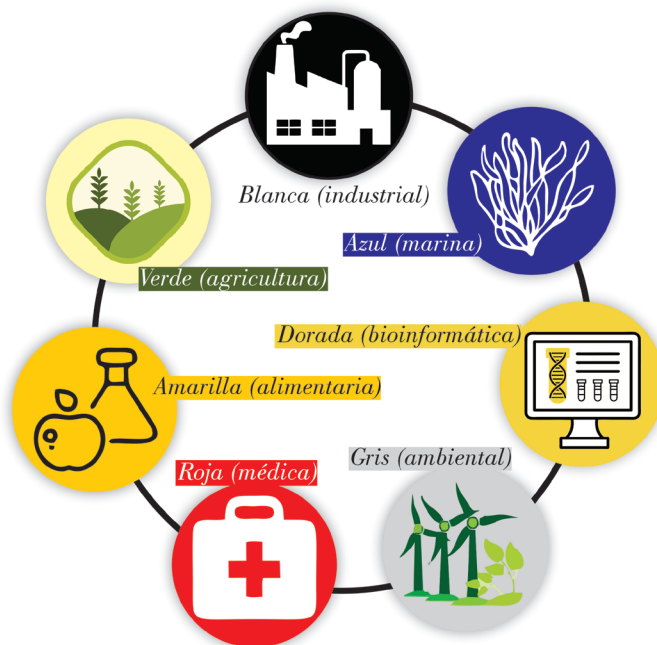 Blanca (industrial)
Azul (marina)
Verde (agricultura)
Dorada (bioinformática)
Amarilla (alimentaria)
Gris (ambiental)
Roja (médica)